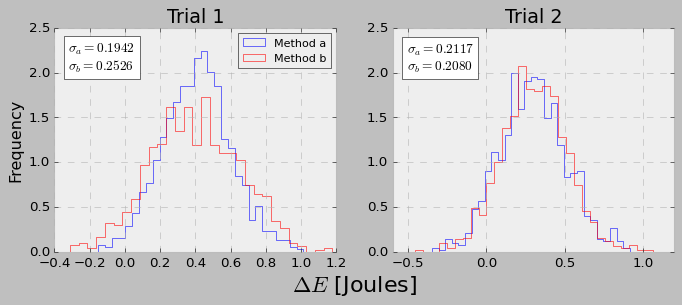 Trial 1
Trial 2
σa = 0.1942
σb = 0.2526
Method a
Method b
σa = 0.2117
σb = 0.2080
Frequency
2.5
2.0
1.5
1.0
0.5
0.0
−0.4 −0.2 0.0 0.2 0.4 0.6 0.8 1.0 1.2
2.5
2.0
1.5
1.0
0.5
0.0
−0.5 0.0 0.5 1.0
ΔE [Joules]